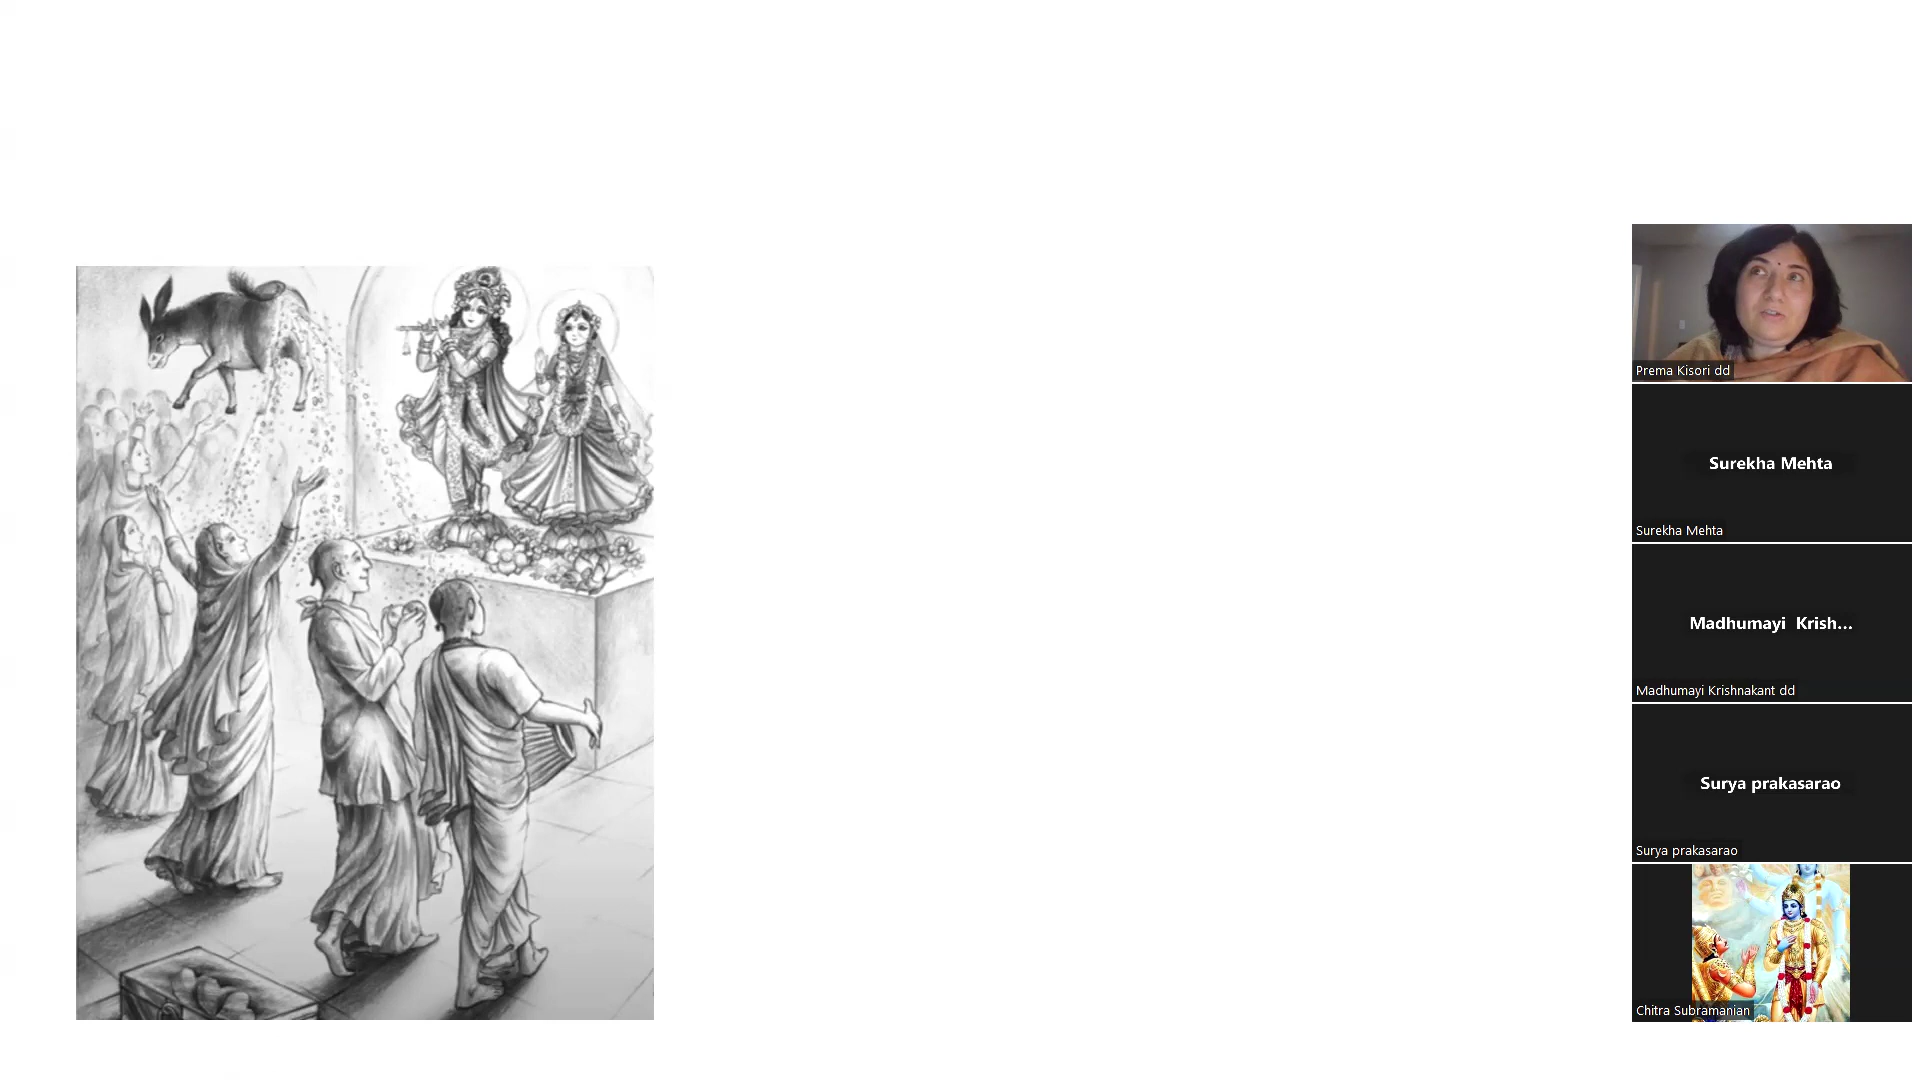 Prema Kisori dd
Surekha Mehta
Surekha Mehta
Madhumayi  Krish...
Madhumayi Krishnakant dd
Surya prakasarao
Surya prakasarao
Chitra Subramanian